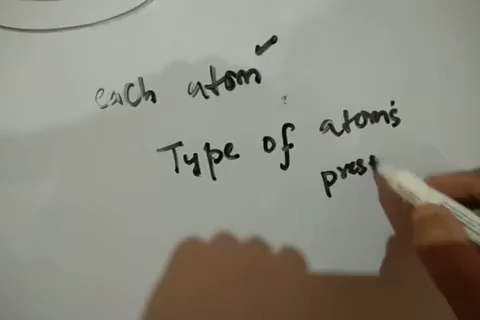 each atom ✓
Type of atoms
pres